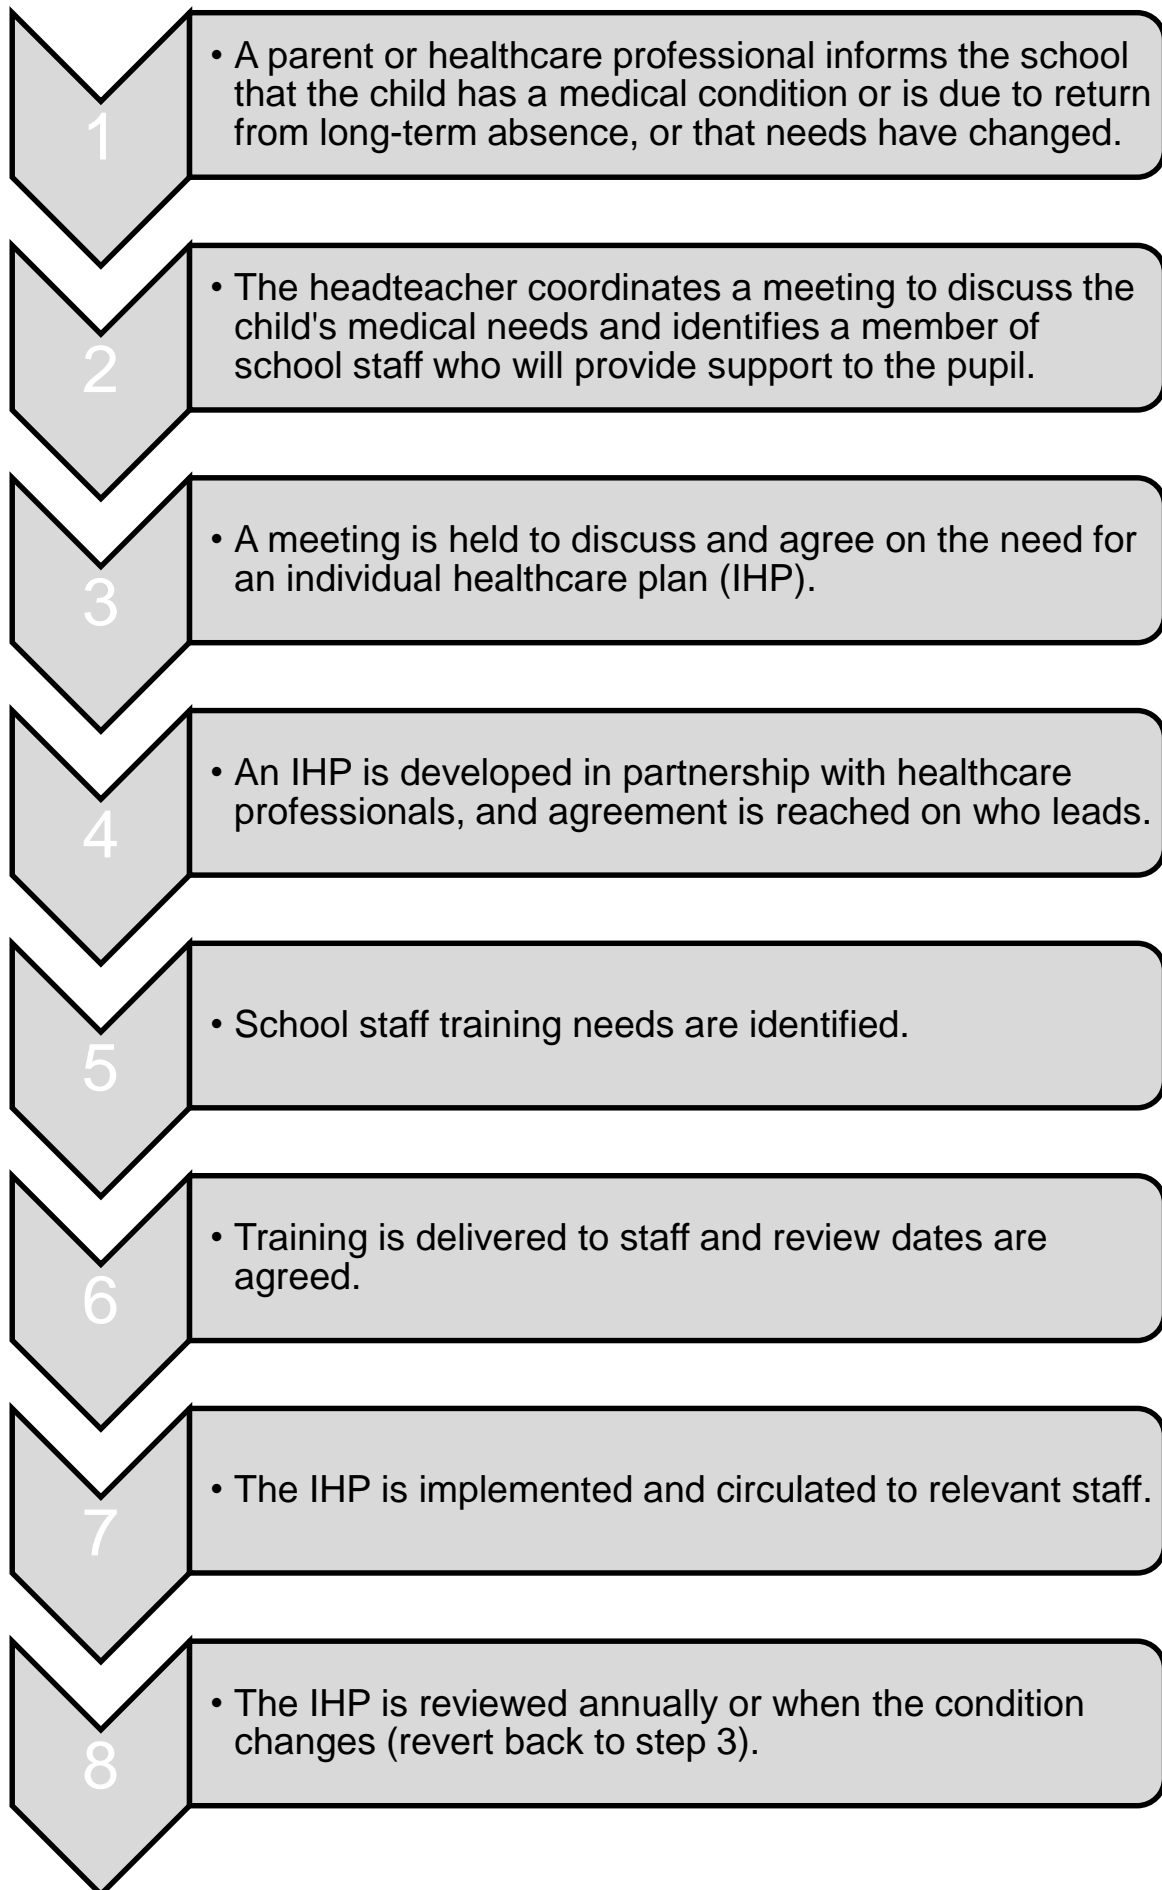 1
• A parent or healthcare professional informs the school
that the child has a medical condition or is due to return
from long-term absence, or that needs have changed.
2
• The headteacher coordinates a meeting to discuss the
child's medical needs and identifies a member of
school staff who will provide support to the pupil.
3
• A meeting is held to discuss and agree on the need for
an individual healthcare plan (IHP).
4
• An IHP is developed in partnership with healthcare
professionals, and agreement is reached on who leads.
5
• School staff training needs are identified.
6
• Training is delivered to staff and review dates are
agreed.
7
• The IHP is implemented and circulated to relevant staff.
8
• The IHP is reviewed annually or when the condition
changes (revert back to step 3).